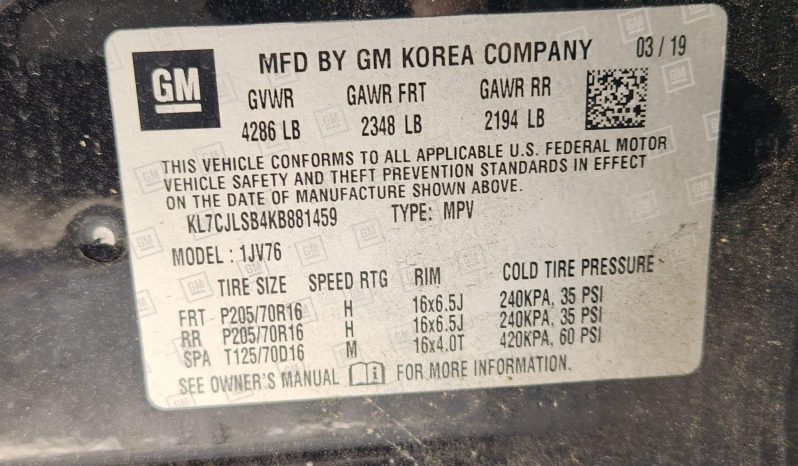 GM MFD BY GM KOREA COMPANY 03 / 19
GVWR GAWR FRT GAWR RR
4286 LB 2348 LB 2194 LB
THIS VEHICLE CONFORMS TO ALL APPLICABLE U.S. FEDERAL MOTOR
VEHICLE SAFETY AND THEFT PREVENTION STANDARDS IN EFFECT
ON THE DATE OF MANUFACTURE SHOWN ABOVE.
KL7CJLSB4KB881459 TYPE: MPV
MODEL : 1JV76
TIRE SIZE SPEED RTG RIM COLD TIRE PRESSURE
FRT P205/70R16 H 16x6.5J 240KPA, 35 PSI
RR P205/70R16 H 16x6.5J 240KPA, 35 PSI
SPA T125/70D16 M 16x4.0T 420KPA, 60 PSI
SEE OWNER'S MANUAL FOR MORE INFORMATION.